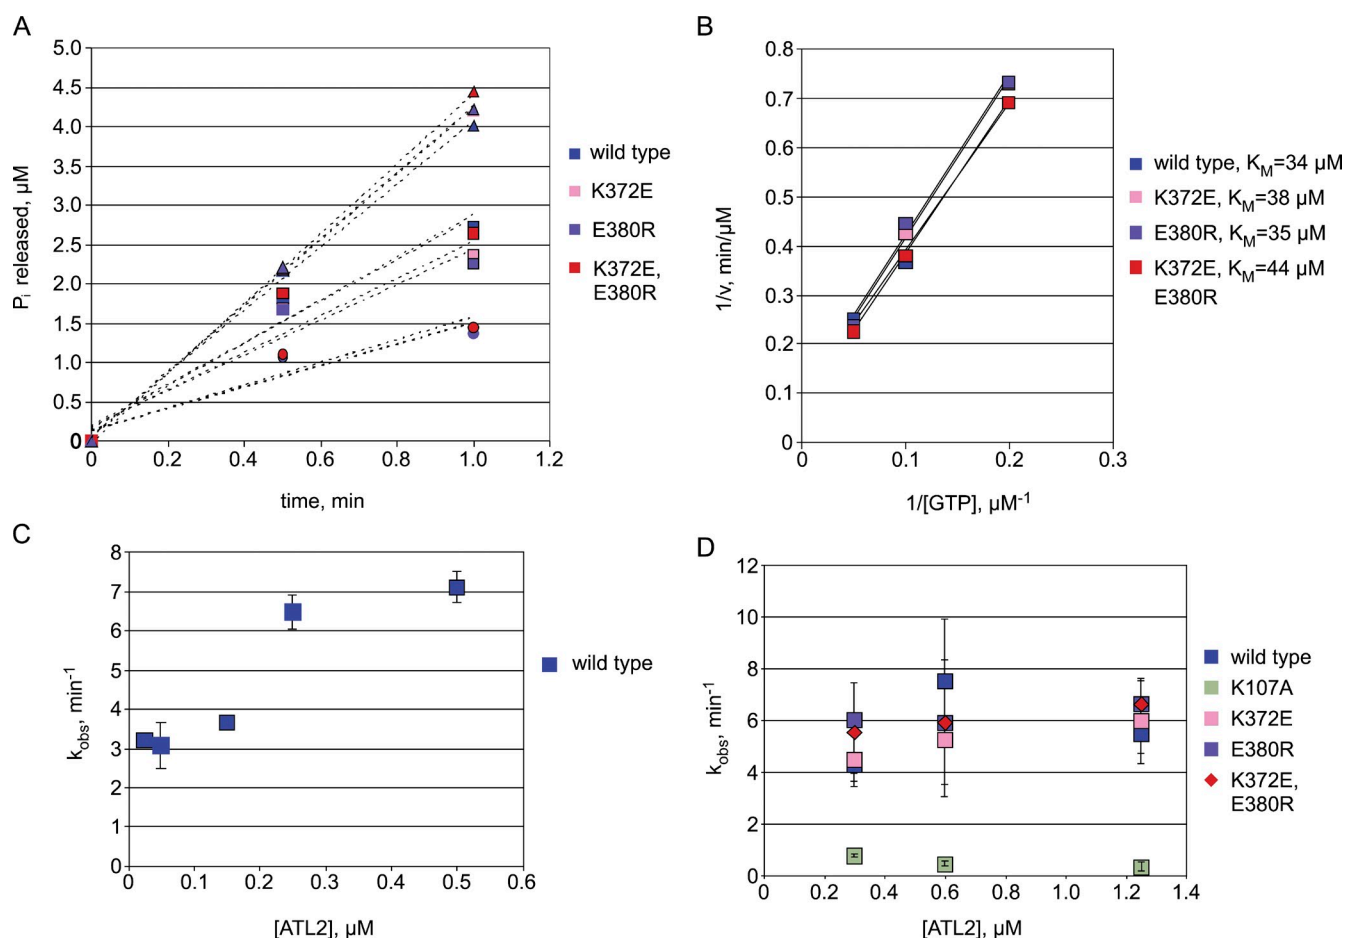 A
5.0
4.5
4.0
3.5
3.0
2.5
2.0
1.5
1.0
0.5
0
0 0.2 0.4 0.6 0.8 1.0 1.2
Pi released, µM
time, min
wild type
K372E
E380R
K372E,
E380R
B
0.8
0.7
0.6
0.5
0.4
0.3
0.2
0.1
0
0 0.1 0.2 0.3
1/v, min/µM
1/[GTP], µM-1
wild type, KM=34 µM
K372E, KM=38 µM
E380R, KM=35 µM
K372E, KM=44 µM
E380R
C
8
7
6
5
4
3
2
1
0
0 0.1 0.2 0.3 0.4 0.5 0.6
kobs, min-1
[ATL2], µM
wild type
D
12
10
8
6
4
2
0
0 0.2 0.4 0.6 0.8 1.0 1.2 1.4
kobs, min-1
[ATL2], µM
wild type
K107A
K372E
E380R
K372E,
E380R